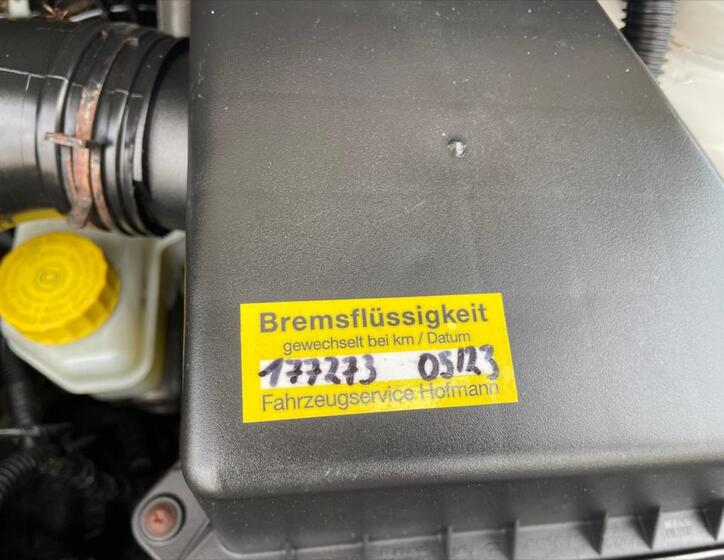 Bremsflüssigkeit
gewechselt bei km / Datum
177273 05/23
Fahrzeugservice Hofmann